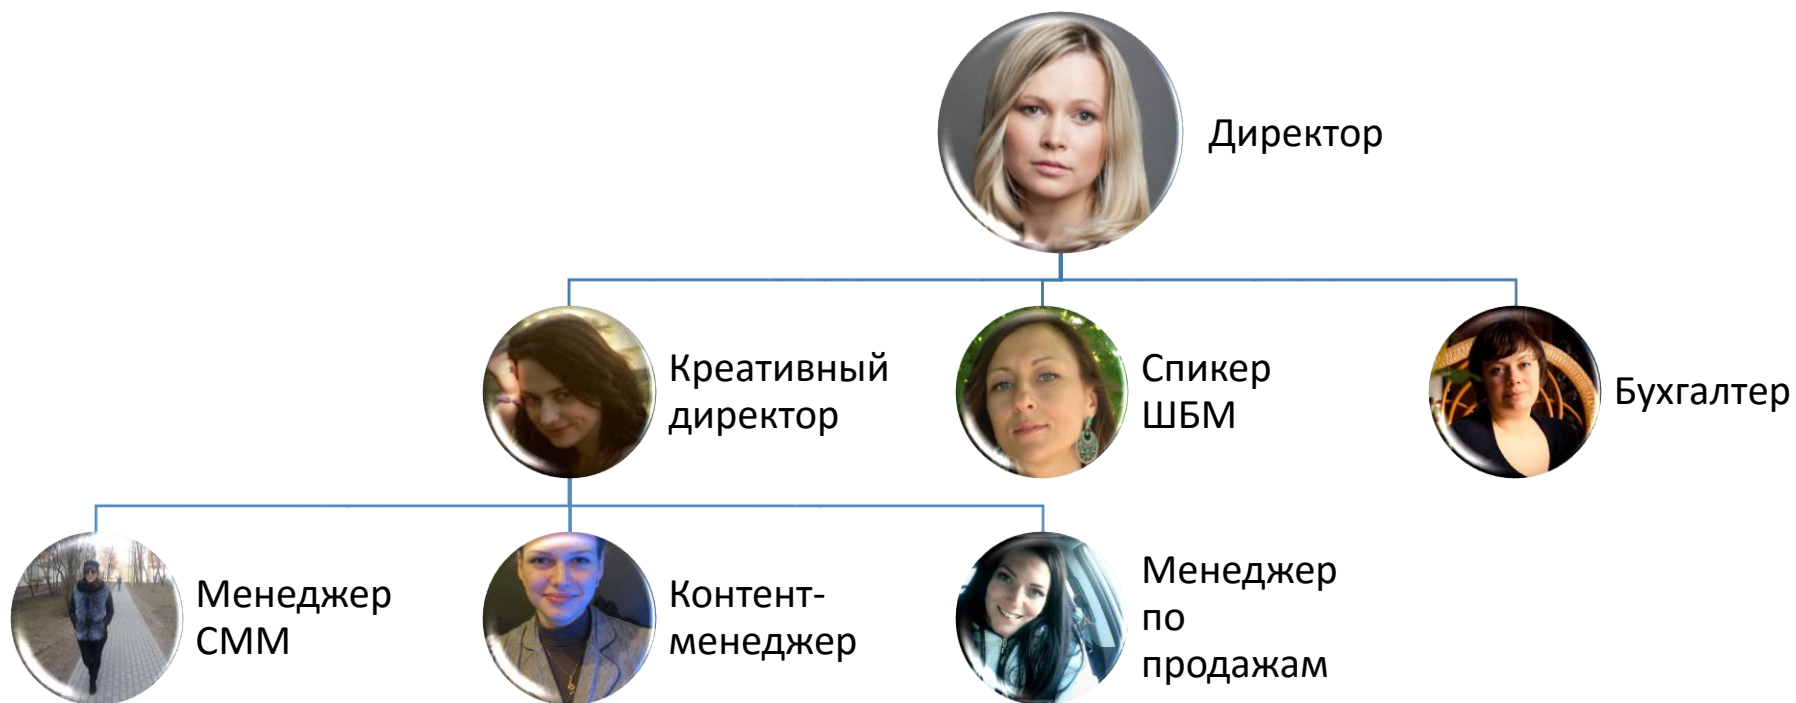 Директор
Креативный
директор
Спикер
ШБМ
Бухгалтер
Менеджер
СММ
Контент-
менеджер
Менеджер
по
продажам